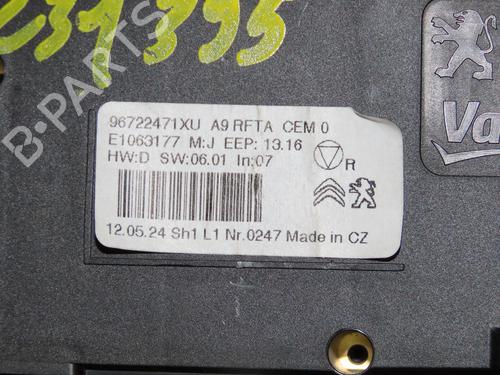 B-PARTS
96722471XU A9 RFTA CEM 0
E1063177 M:J EEP: 13.16
HW:D SW:06.01 In:07
R
12.05.24 Sh1 L1 Nr.0247 Made in CZ